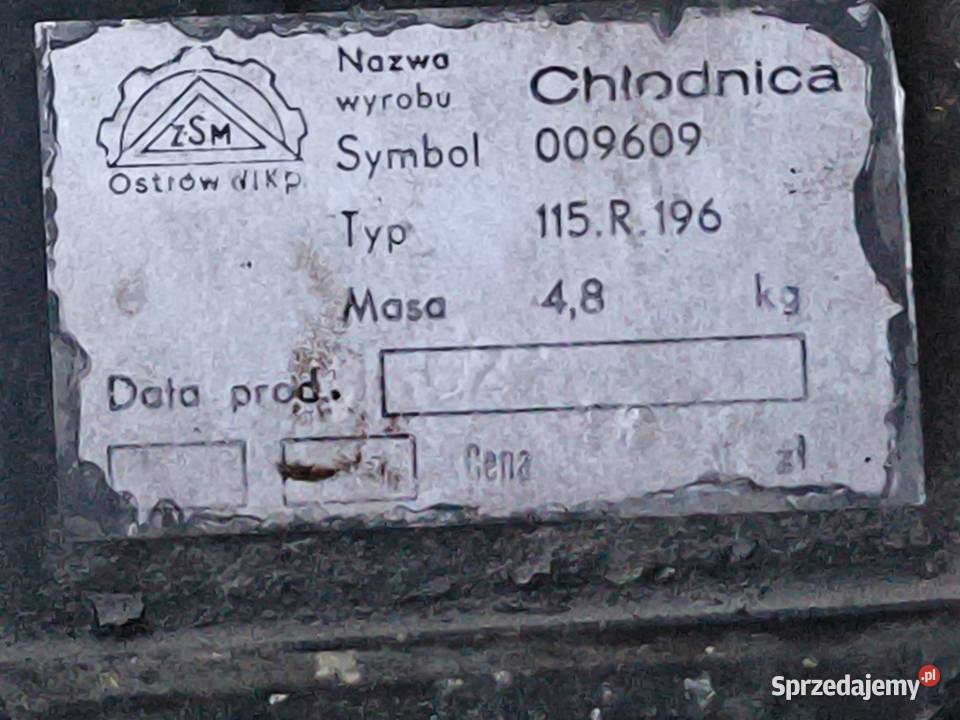 ZSM
Ostrów Wlkp.
Nazwa wyrobu Chłodnica
Symbol 009609
Typ 115.R.196
Masa 4,8 kg
Data prod.
Cena zł
Sprzedajemy.pl